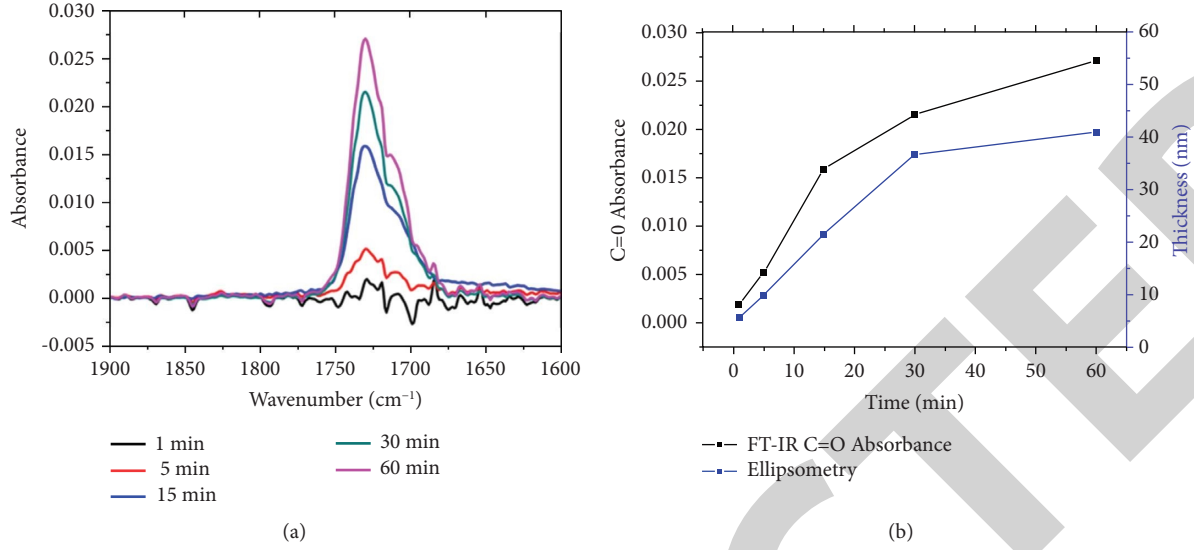 0.030
0.025
0.020
0.015
0.010
0.005
0.000
-0.005
Absorbance
1900 1850 1800 1750 1700 1650 1600
Wavenumber (cm⁻¹)
1 min
5 min
15 min
30 min
60 min
(a)
0.030
0.025
0.020
0.015
0.010
0.005
0.000
C=0 Absorbance
60
50
40
30
20
10
0
Thickness (nm)
0 10 20 30 40 50 60
Time (min)
FT-IR C=O Absorbance
Ellipsometry
(b)